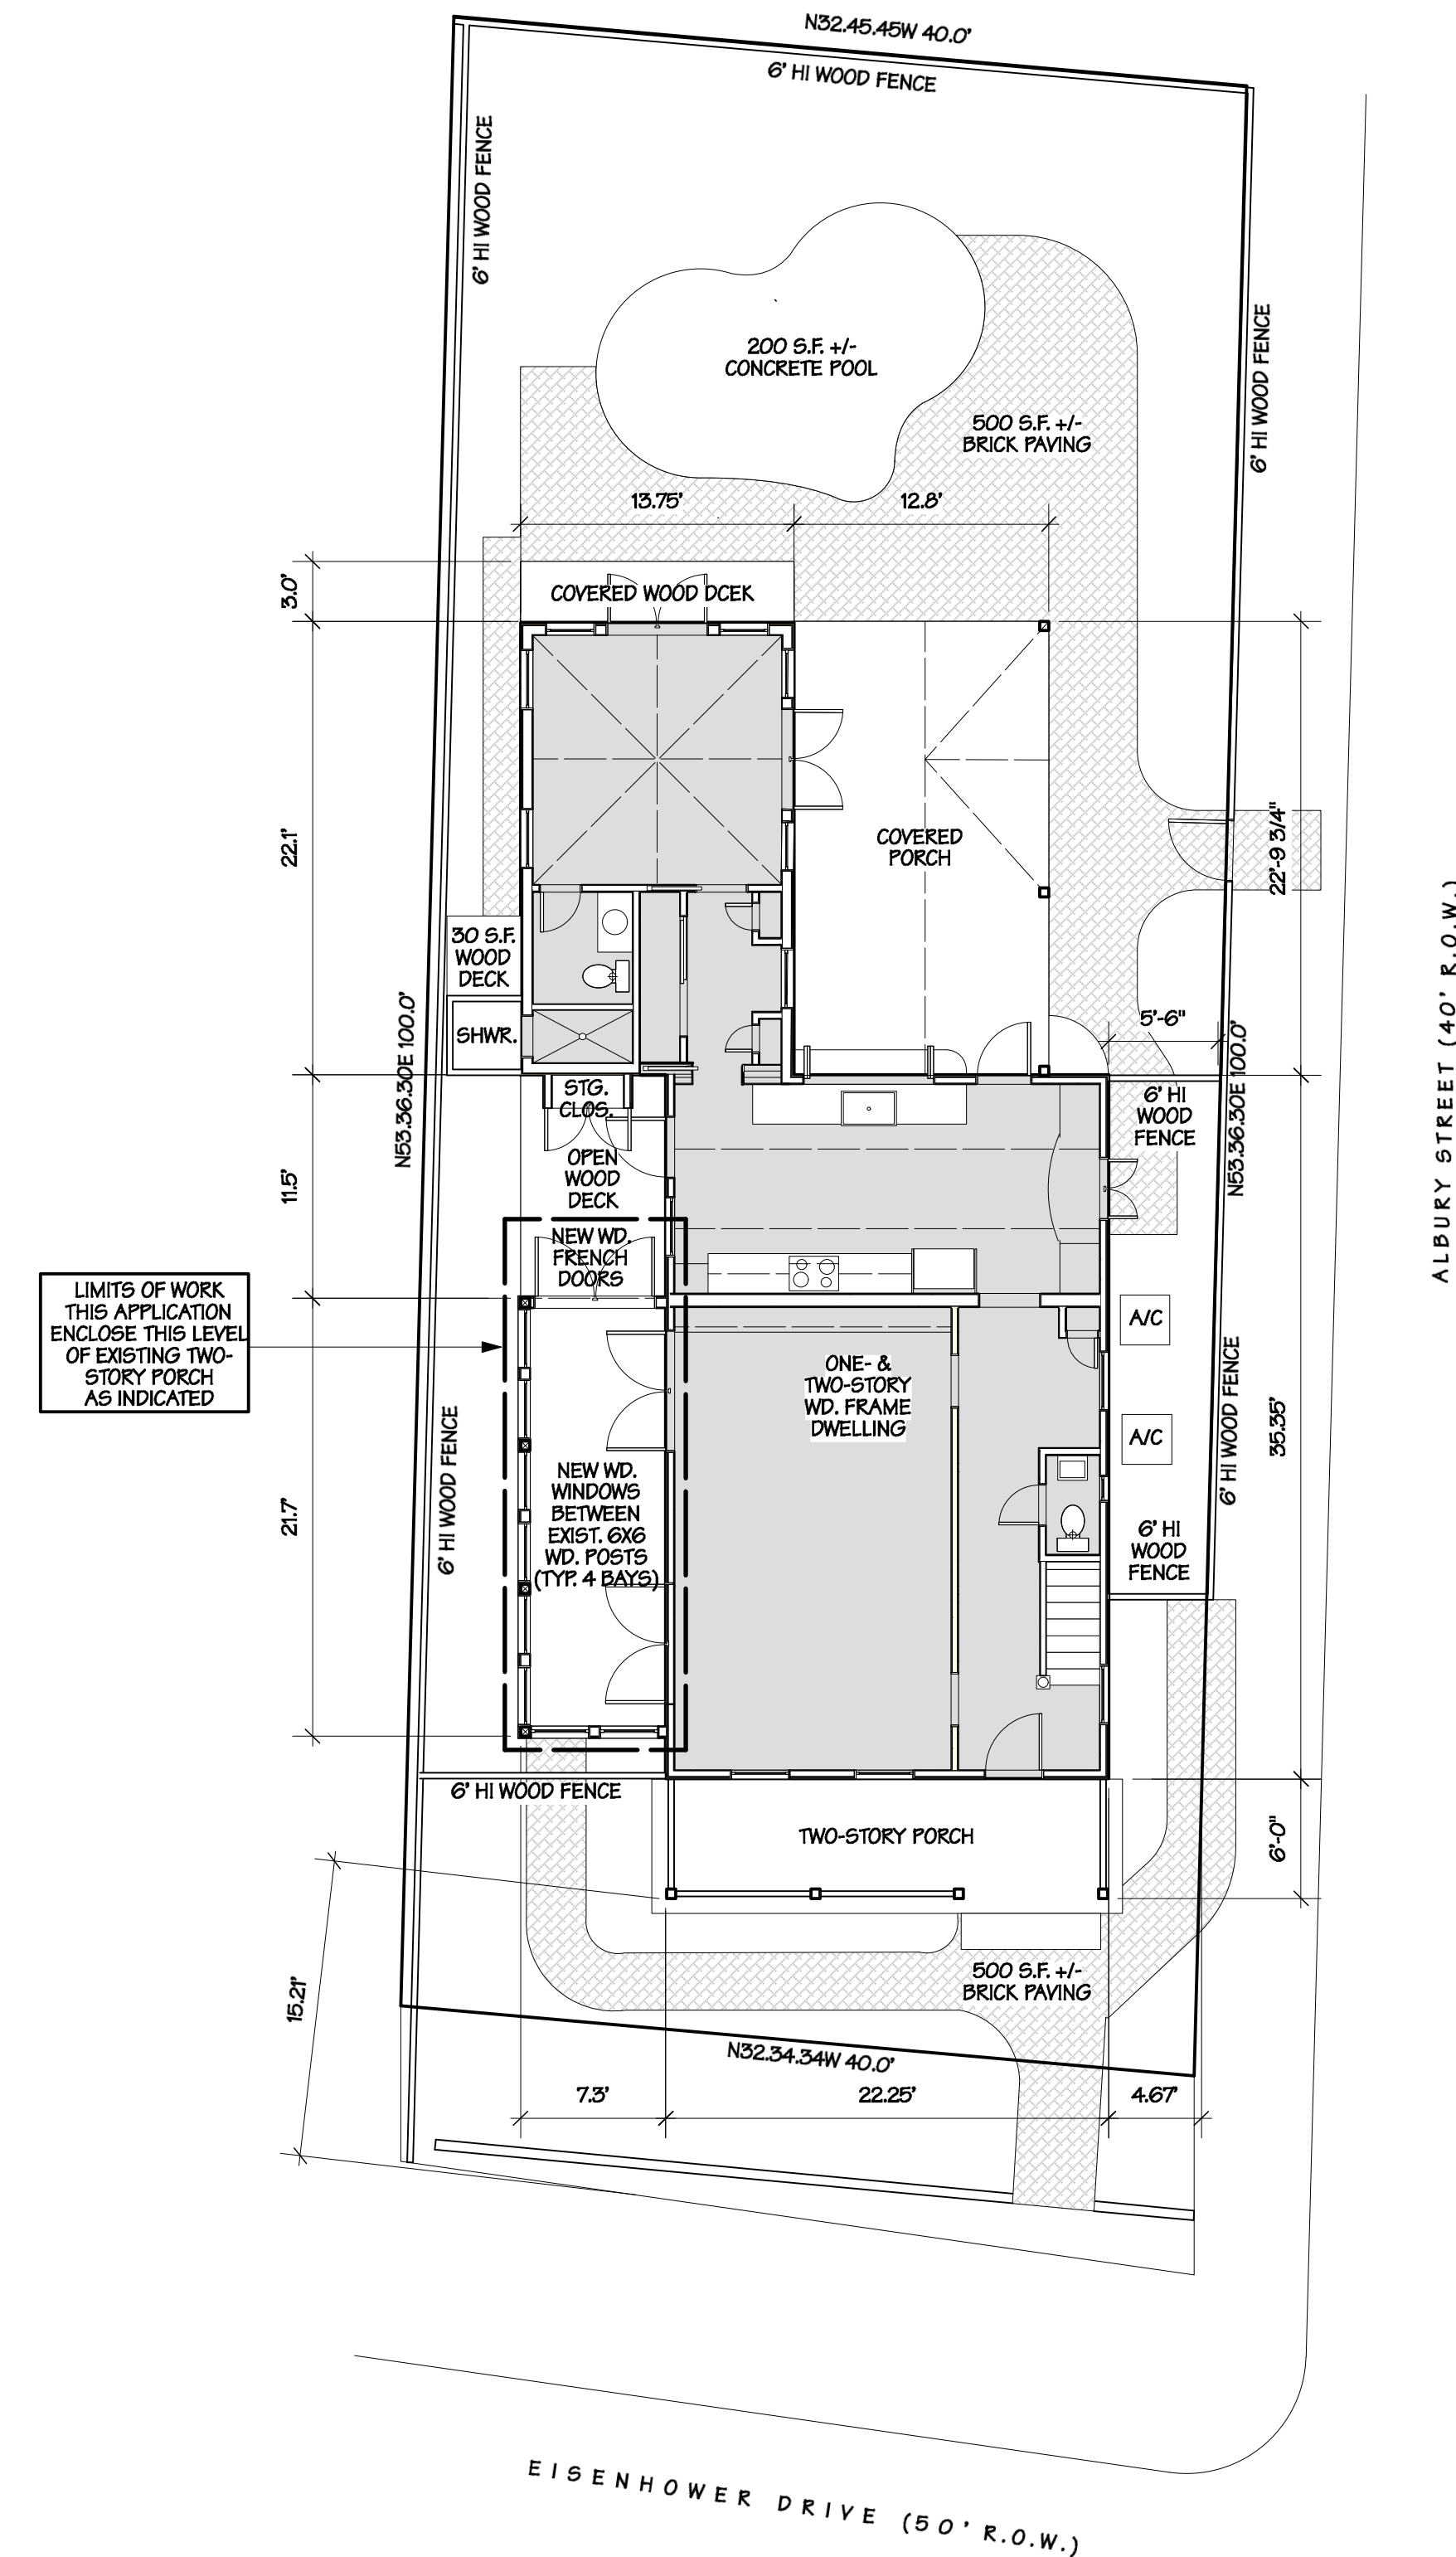 N32.45.45W 40.0'
6' HI WOOD FENCE
6' HI WOOD FENCE
6' HI WOOD FENCE
200 S.F. +/-
CONCRETE POOL
500 S.F. +/-
BRICK PAVING
13.75'
12.8'
3.0'
COVERED WOOD DCEK
22.1'
COVERED
PORCH
22'-9 3/4"
30 S.F.
WOOD
DECK
SHWR.
N53.36.30E 100.0'
5'-6"
N53.36.30E 100.0'
ALBURY STREET (40' R.O.W.)
STG.
CLOS.
6' HI
WOOD
FENCE
OPEN
WOOD
DECK
11.5'
NEW WD.
FRENCH
DOORS
LIMITS OF WORK
THIS APPLICATION
ENCLOSE THIS LEVEL
OF EXISTING TWO-
STORY PORCH
AS INDICATED
A/C
ONE- &
TWO-STORY
WD. FRAME
DWELLING
A/C
6' HI WOOD FENCE
35.35'
6' HI WOOD FENCE
21.7'
NEW WD.
WINDOWS
BETWEEN
EXIST. 6X6
WD. POSTS
(TYP. 4 BAYS)
6' HI
WOOD
FENCE
6' HI WOOD FENCE
TWO-STORY PORCH
6'-0"
15.21'
500 S.F. +/-
BRICK PAVING
N32.34.34W 40.0'
7.3'
22.25'
4.67'
EISENHOWER DRIVE (50' R.O.W.)